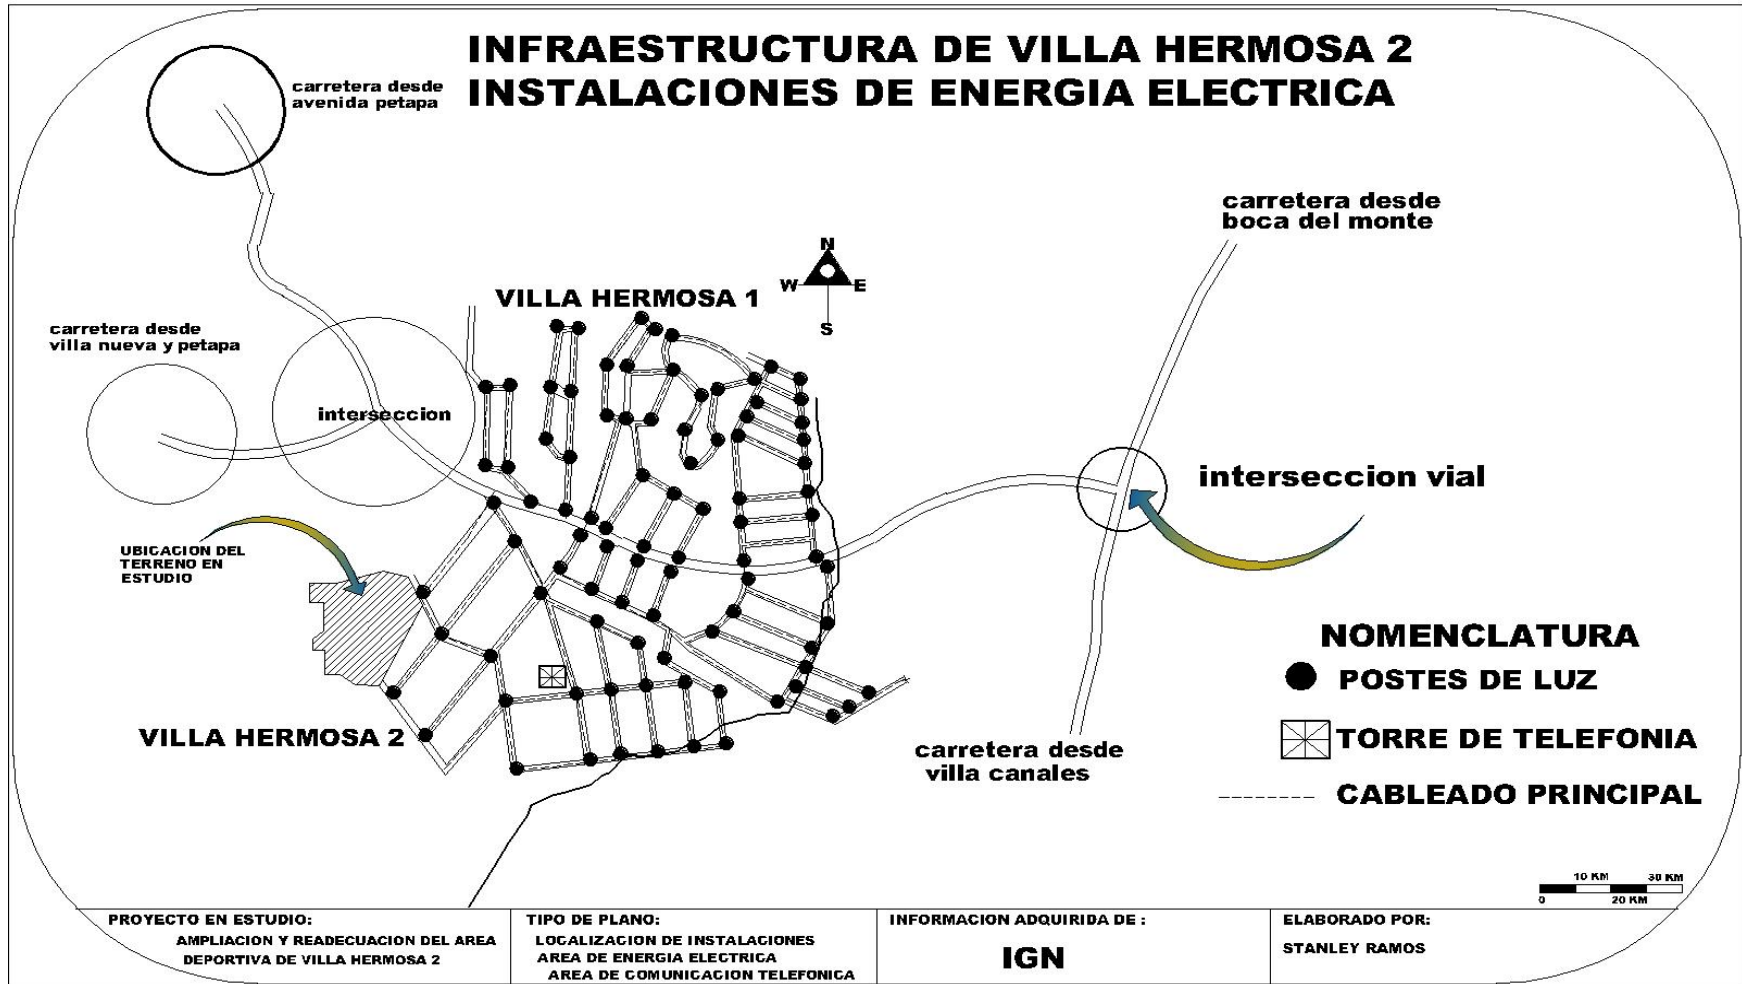 INFRAESTRUCTURA DE VILLA HERMOSA 2
INSTALACIONES DE ENERGIA ELECTRICA
carretera desde
avenida petapa
carretera desde
boca del monte
N
W
E
S
VILLA HERMOSA 1
carretera desde
villa nueva y petapa
interseccion
interseccion vial
UBICACION DEL
TERRENO EN
ESTUDIO
VILLA HERMOSA 2
carretera desde
villa canales
NOMENCLATURA
POSTES DE LUZ
TORRE DE TELEFONIA
CABLEADO PRINCIPAL
10 KM
30 KM
0
20 KM
PROYECTO EN ESTUDIO:
AMPLIACION Y READECUACION DEL AREA
DEPORTIVA DE VILLA HERMOSA 2
TIPO DE PLANO:
LOCALIZACION DE INSTALACIONES
AREA DE ENERGIA ELECTRICA
AREA DE COMUNICACION TELEFONICA
INFORMACION ADQUIRIDA DE :
IGN
ELABORADO POR:
STANLEY RAMOS